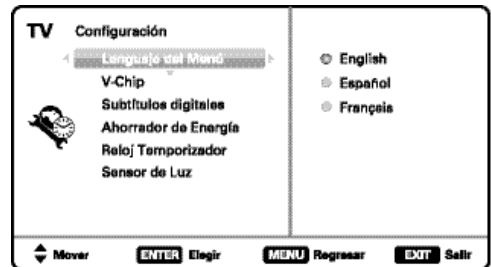 TV Configuración
Lenguaje del Menú
V-Chip
Subtítulos digitales
Ahorrador de Energía
Reloj Temporizador
Sensor de Luz
English
Español
Français
Mover ENTER Elegir MENU Regresar EXIT Salir